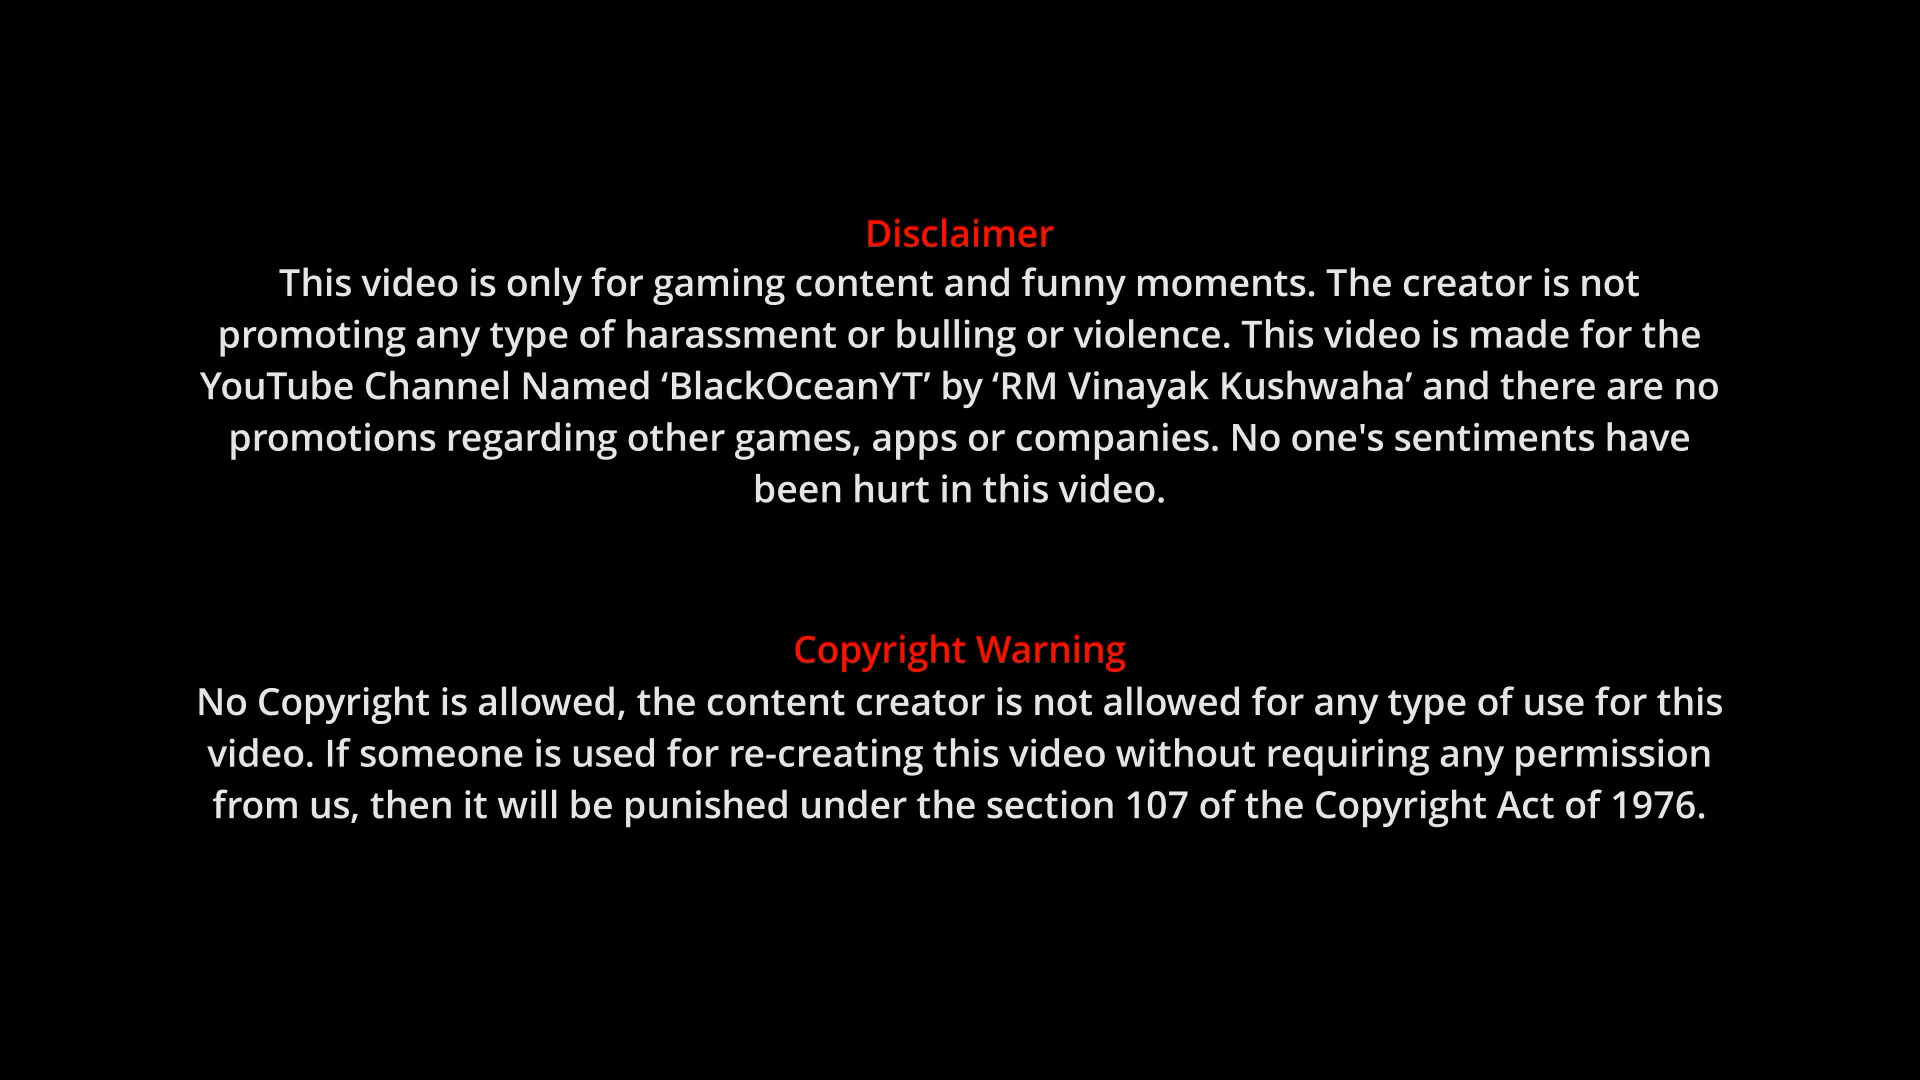 Disclaimer
This video is only for gaming content and funny moments. The creator is not
promoting any type of harassment or bulling or violence. This video is made for the
YouTube Channel Named ‘BlackOceanYT’ by ‘RM Vinayak Kushwaha’ and there are no
promotions regarding other games, apps or companies. No one's sentiments have
been hurt in this video.
Copyright Warning
No Copyright is allowed, the content creator is not allowed for any type of use for this
video. If someone is used for re-creating this video without requiring any permission
from us, then it will be punished under the section 107 of the Copyright Act of 1976.